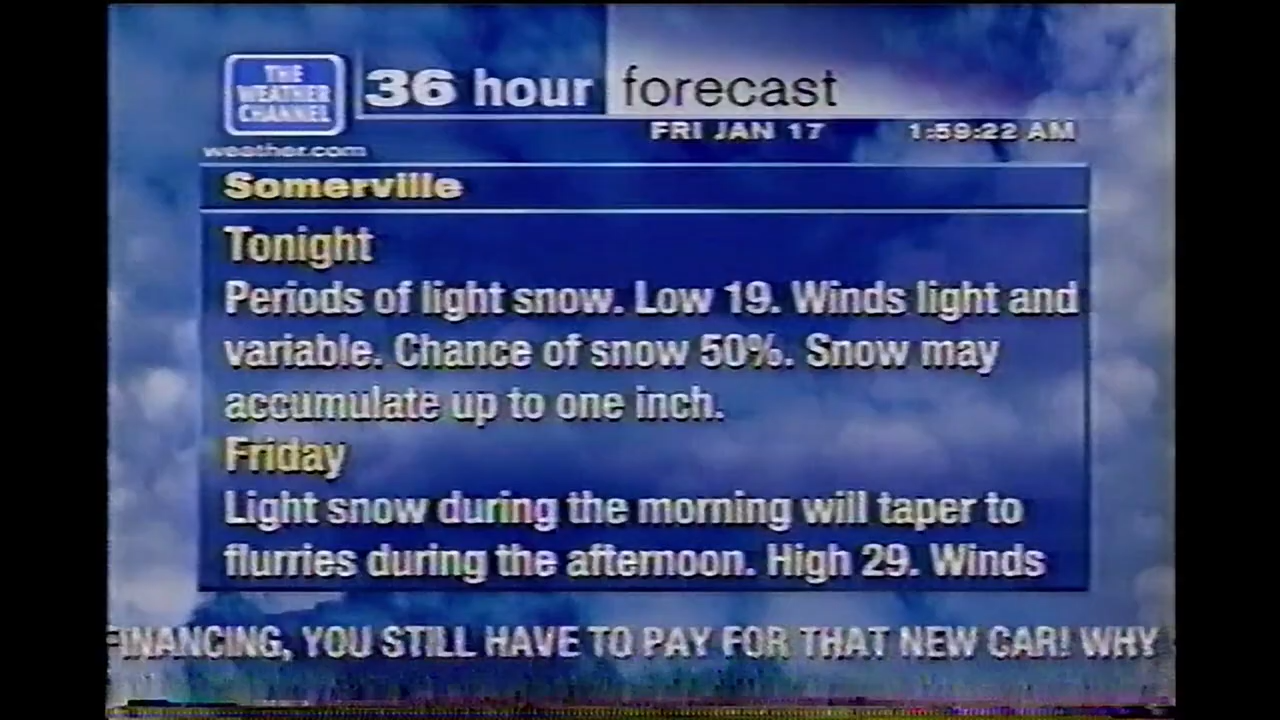 THE
WEATHER
CHANNEL
36 hour forecast
weather.com
FRI JAN 17 1:59:22 AM
Somerville
Tonight
Periods of light snow. Low 19. Winds light and
variable. Chance of snow 50%. Snow may
accumulate up to one inch.
Friday
Light snow during the morning will taper to
flurries during the afternoon. High 29. Winds
FINANCING, YOU STILL HAVE TO PAY FOR THAT NEW CAR! WHY